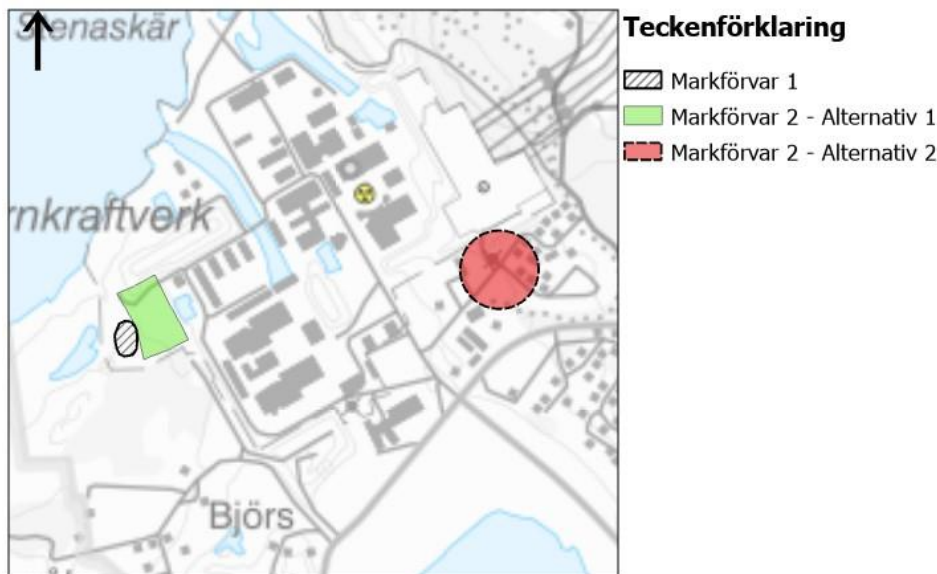 Stenaskär
rnkraftverk
Björs
Teckenförklaring
Markförvar 1
Markförvar 2 - Alternativ 1
Markförvar 2 - Alternativ 2